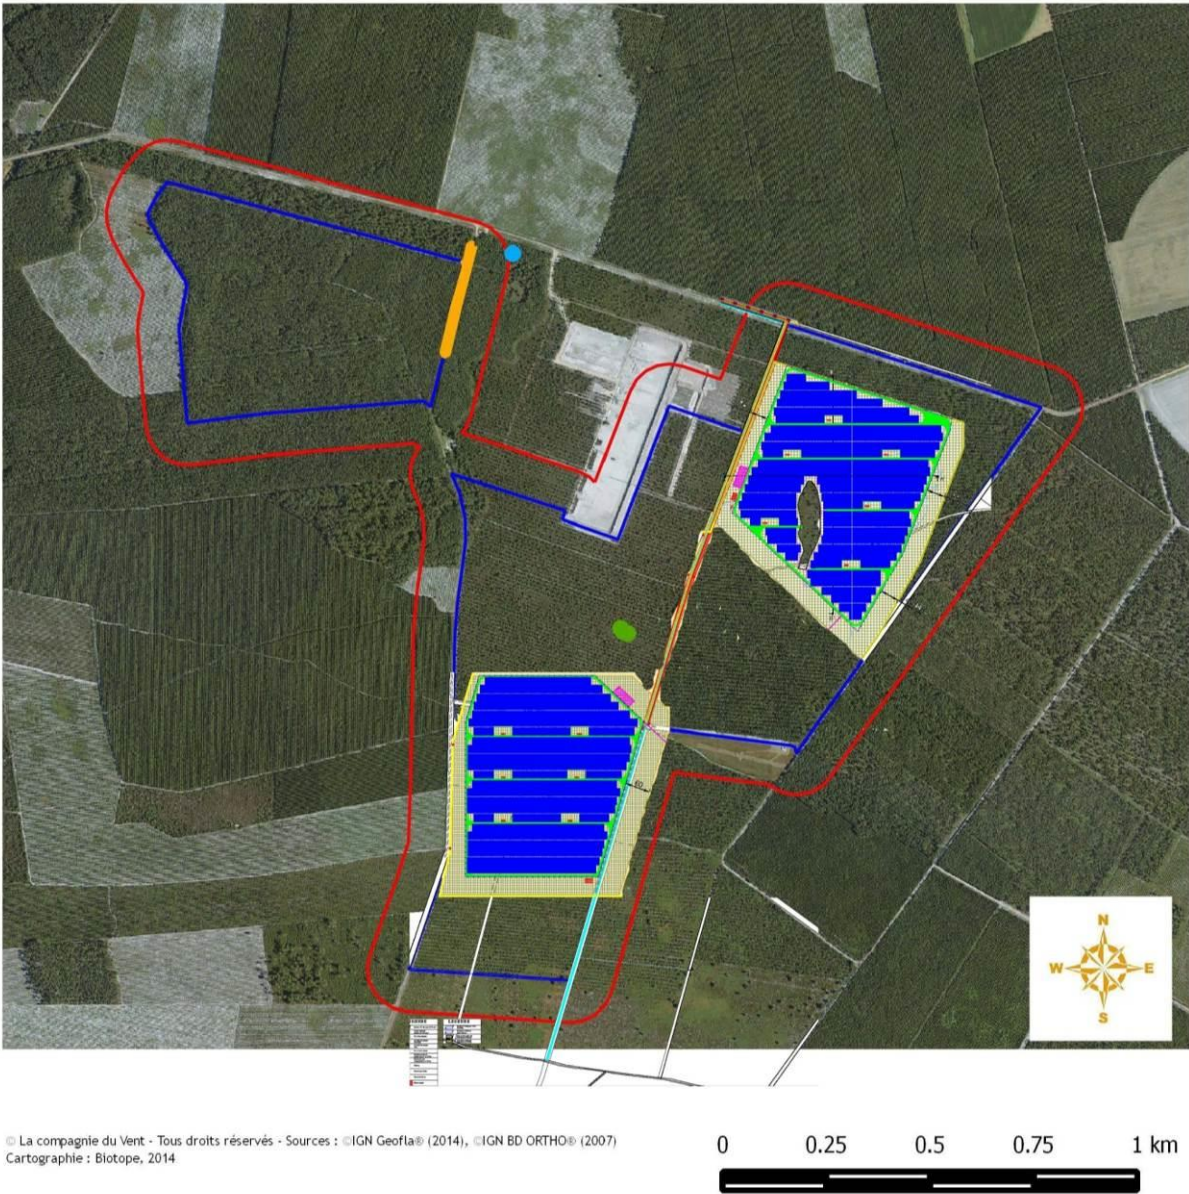 N
W E
S
© La compagnie du Vent - Tous droits réservés - Sources : ©IGN Geofla® (2014), ©IGN BD ORTHO® (2007)
Cartographie : Biotope, 2014
0 0.25 0.5 0.75 1 km